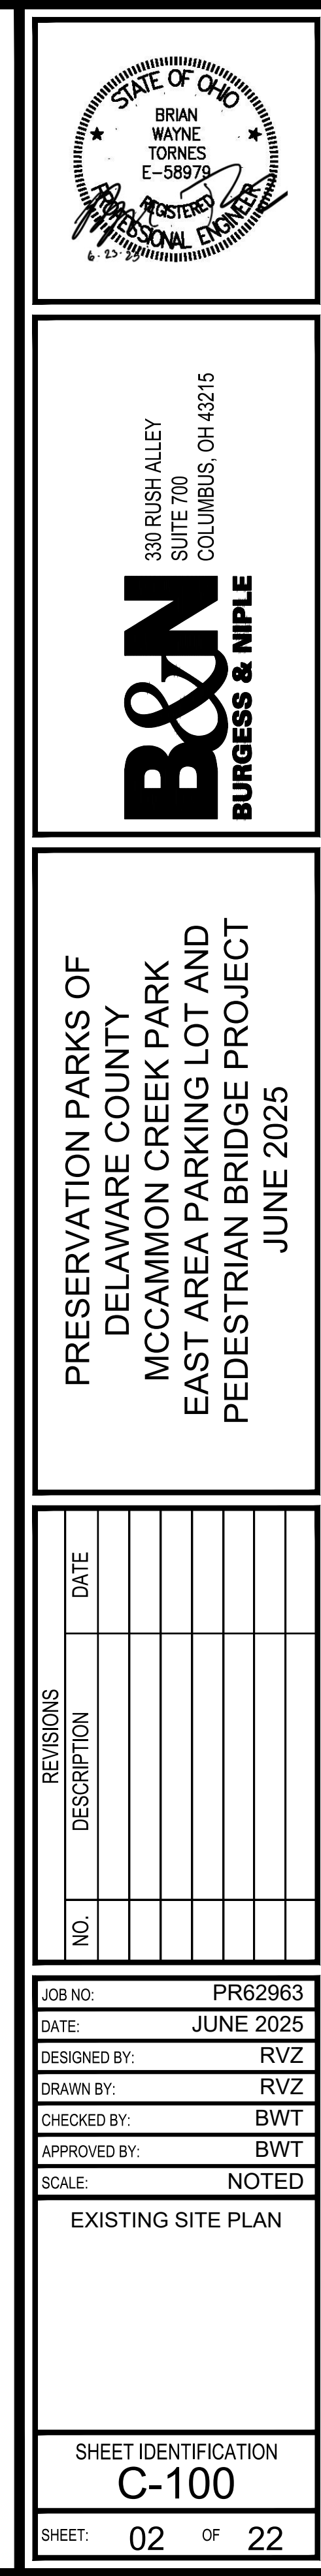 STATE OF OHIO
BRIAN
WAYNE
TORNES
E-58979
REGISTERED
PROFESSIONAL ENGINEER
6-23-25
330 RUSH ALLEY
SUITE 700
COLUMBUS, OH 43215
B&N
BURGESS & NIPLE
PRESERVATION PARKS OF
DELAWARE COUNTY
MCCAMMON CREEK PARK
EAST AREA PARKING LOT AND
PEDESTRIAN BRIDGE PROJECT
JUNE 2025
REVISIONS
NO. DESCRIPTION DATE
JOB NO: PR62963
DATE: JUNE 2025
DESIGNED BY: RVZ
DRAWN BY: RVZ
CHECKED BY: BWT
APPROVED BY: BWT
SCALE: NOTED
EXISTING SITE PLAN
SHEET IDENTIFICATION
C-100
SHEET: 02 OF 22